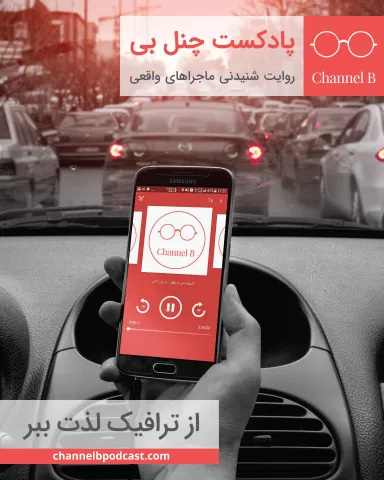 پادکست چنل بی
روایت شنیدنی ماجراهای واقعی
Channel B
SAMSUNG
Channel B
از ترافیک لذت ببر
channelbpodcast.com